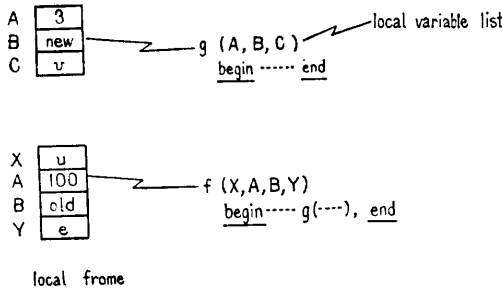 A 3
B new
C v
g (A, B, C)
local variable list
begin ------ end
X u
A 100
B old
Y e
f (X, A, B, Y)
begin ----- g(----), end
local frome